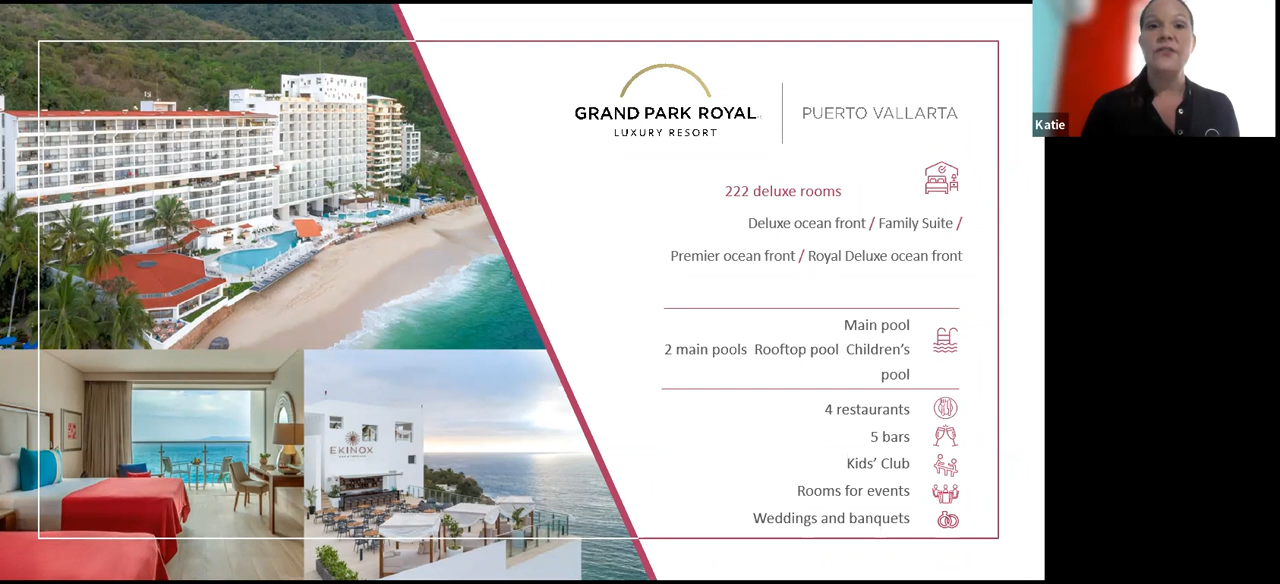 GRAND PARK ROYAL
LUXURY RESORT
PUERTO VALLARTA
Katie
222 deluxe rooms
Deluxe ocean front / Family Suite /
Premier ocean front / Royal Deluxe ocean front
Main pool
2 main pools Rooftop pool Children's
pool
4 restaurants
5 bars
Kids' Club
Rooms for events
Weddings and banquets
EKINOX